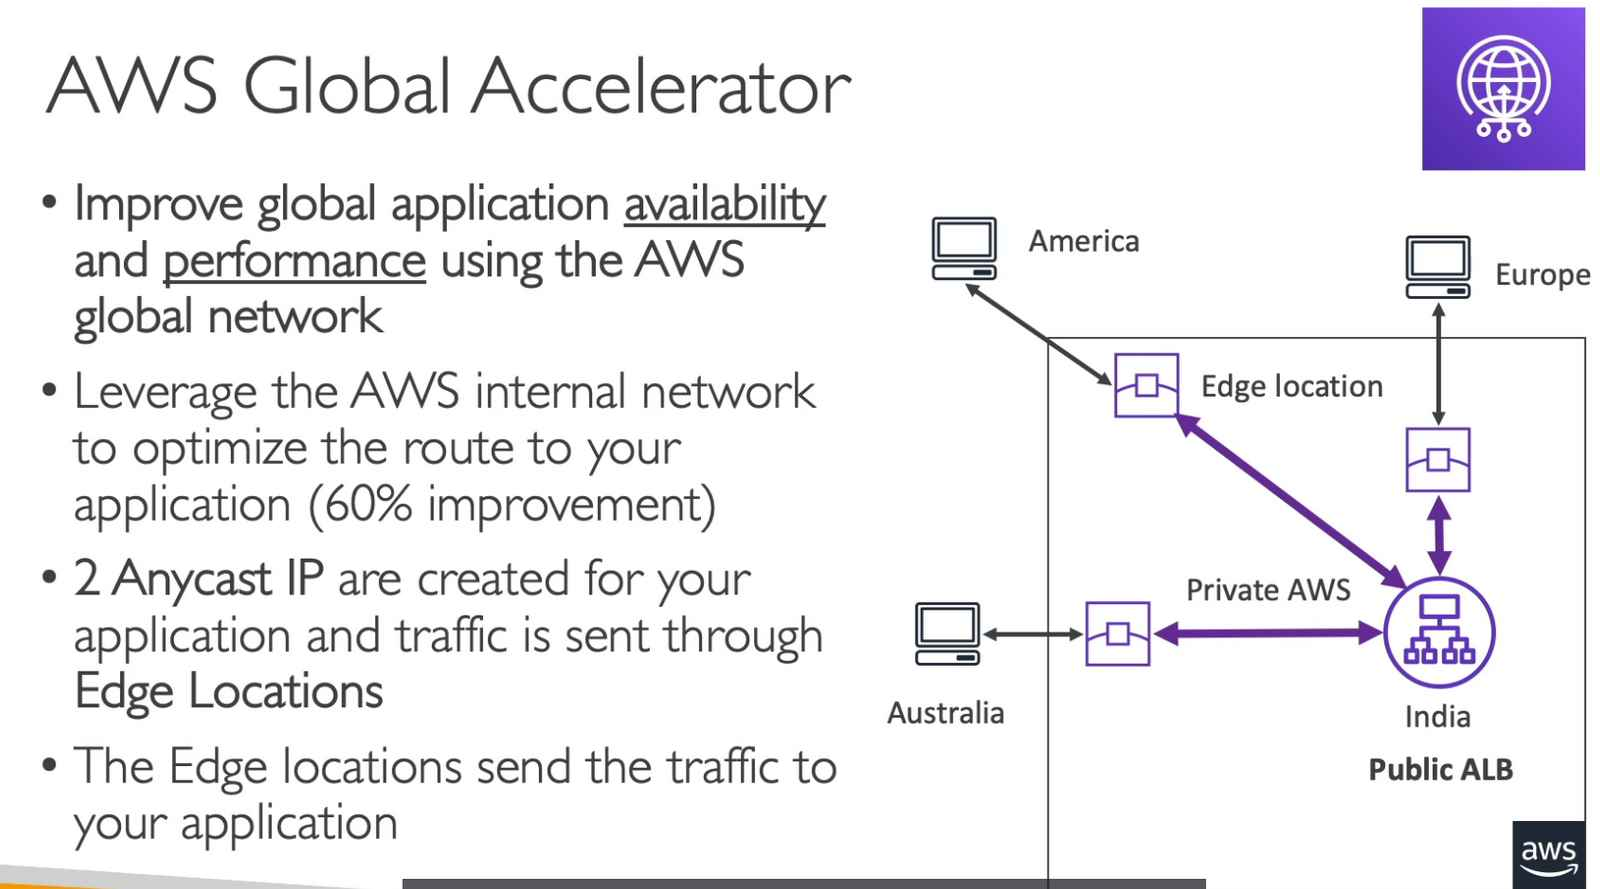 AWS Global Accelerator
• Improve global application availability
and performance using the AWS
global network
• Leverage the AWS internal network
to optimize the route to your
application (60% improvement)
• 2 Anycast IP are created for your
application and traffic is sent through
Edge Locations
• The Edge locations send the traffic to
your application
America
Europe
Edge location
Private AWS
Australia
India
Public ALB
aws